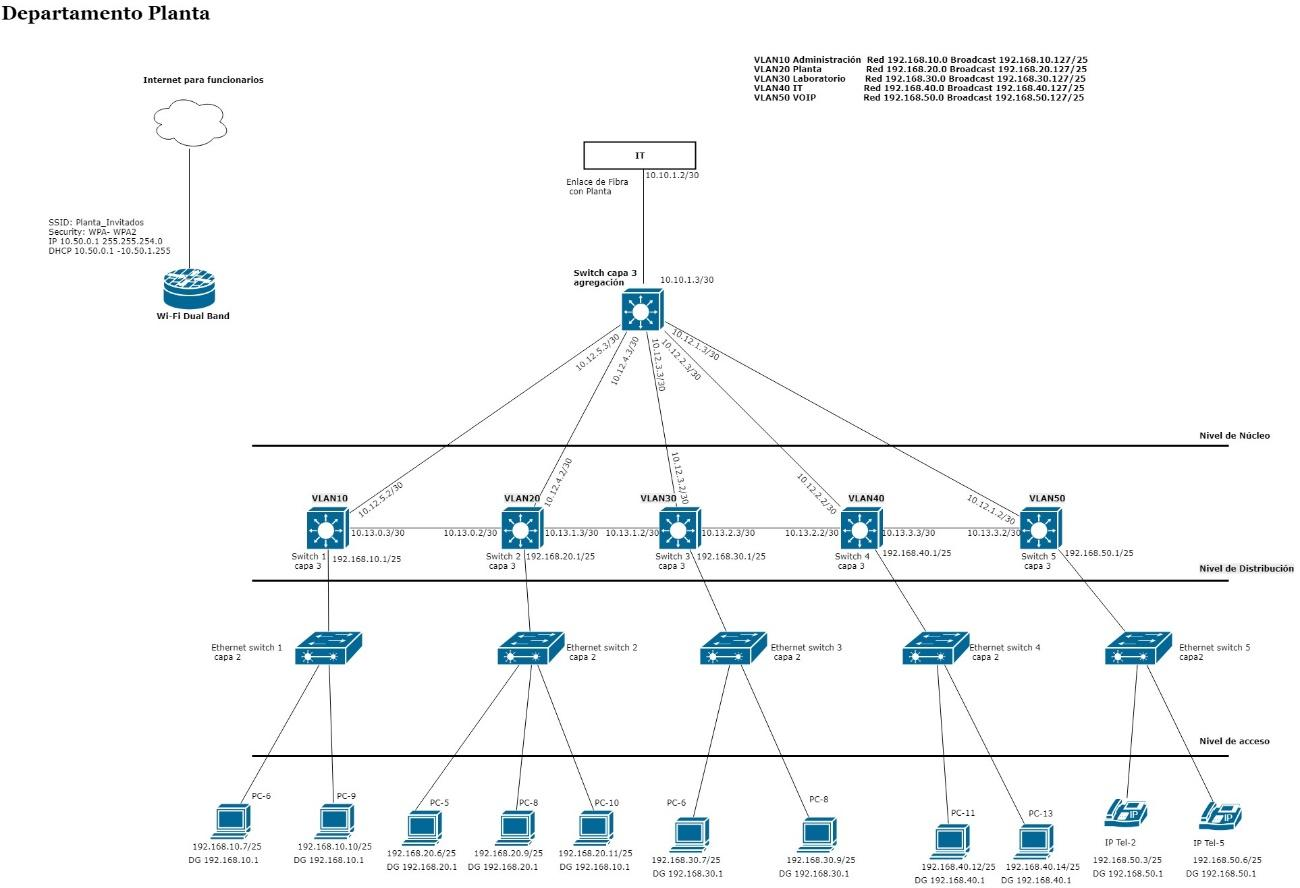 Departamento Planta
Internet para funcionarios
VLAN10 Administración Red 192.168.10.0 Broadcast 192.168.10.127/25
VLAN20 Planta Red 192.168.20.0 Broadcast 192.168.20.127/25
VLAN30 Laboratorio Red 192.168.30.0 Broadcast 192.168.30.127/25
VLAN40 IT Red 192.168.40.0 Broadcast 192.168.40.127/25
VLAN50 VOIP Red 192.168.50.0 Broadcast 192.168.50.127/25
IT
10.10.1.2/30
Enlace de Fibra
con Planta
SSID: Planta_Invitados
Security: WPA- WPA2
IP 10.50.0.1 255.255.254.0
DHCP 10.50.0.1 -10.50.1.255
Wi-Fi Dual Band
Switch capa 3
agregación
10.10.1.3/30
10.12.5.3/30
10.12.4.3/30
10.12.3.3/30
10.12.2.3/30
10.12.1.3/30
Nivel de Núcleo
10.12.5.2/30
10.12.4.2/30
10.12.3.2/30
10.12.2.2/30
10.12.1.2/30
VLAN10
VLAN20
VLAN30
VLAN40
VLAN50
10.13.0.3/30
10.13.0.2/30
10.13.1.3/30
10.13.1.2/30
10.13.2.3/30
10.13.2.2/30
10.13.3.3/30
10.13.3.2/30
Switch 1
capa 3
192.168.10.1/25
Switch 2
capa 3
192.168.20.1/25
Switch 3
capa 3
192.168.30.1/25
Switch 4
capa 3
192.168.40.1/25
Switch 5
capa 3
192.168.50.1/25
Nivel de Distribución
Ethernet switch 1
capa 2
Ethernet switch 2
capa 2
Ethernet switch 3
capa 2
Ethernet switch 4
capa 2
Ethernet switch 5
capa2
Nivel de acceso
PC-6
192.168.10.7/25
DG 192.168.10.1
PC-9
192.168.10.10/25
DG 192.168.10.1
PC-5
192.168.20.6/25
DG 192.168.20.1
PC-8
192.168.20.9/25
DG 192.168.20.1
PC-10
192.168.20.11/25
DG 192.168.10.1
PC-6
192.168.30.7/25
DG 192.168.30.1
PC-8
192.168.30.9/25
DG 192.168.30.1
PC-11
192.168.40.12/25
DG 192.168.40.1
PC-13
192.168.40.14/25
DG 192.168.40.1
IP
IP Tel-2
192.168.50.3/25
DG 192.168.50.1
IP
IP Tel-5
192.168.50.6/25
DG 192.168.50.1